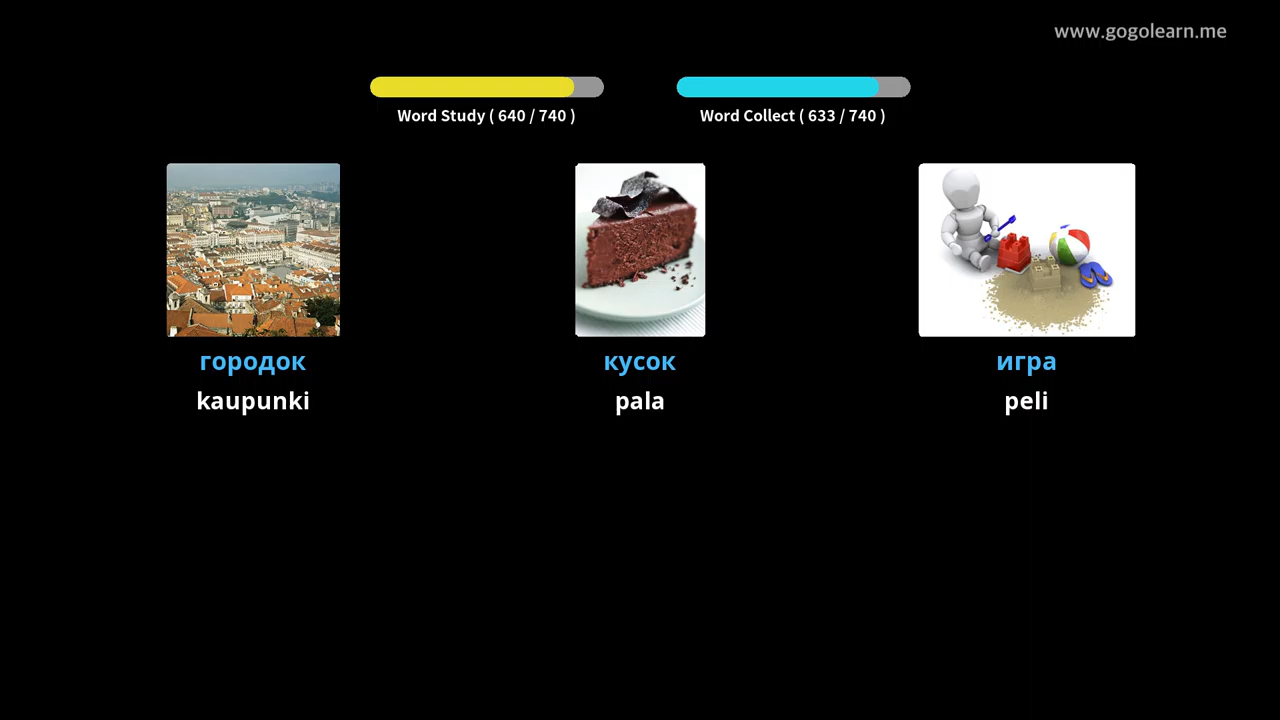 www.gogolearn.me
Word Study ( 640 / 740 )
Word Collect ( 633 / 740 )
городок
кусок
игра
kaupunki
pala
peli